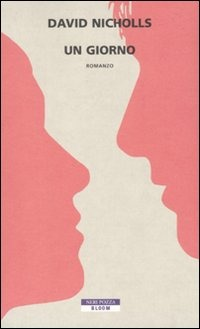 DAVID NICHOLLS
UN GIORNO
ROMANZO
NERI POZZA
BLOOM